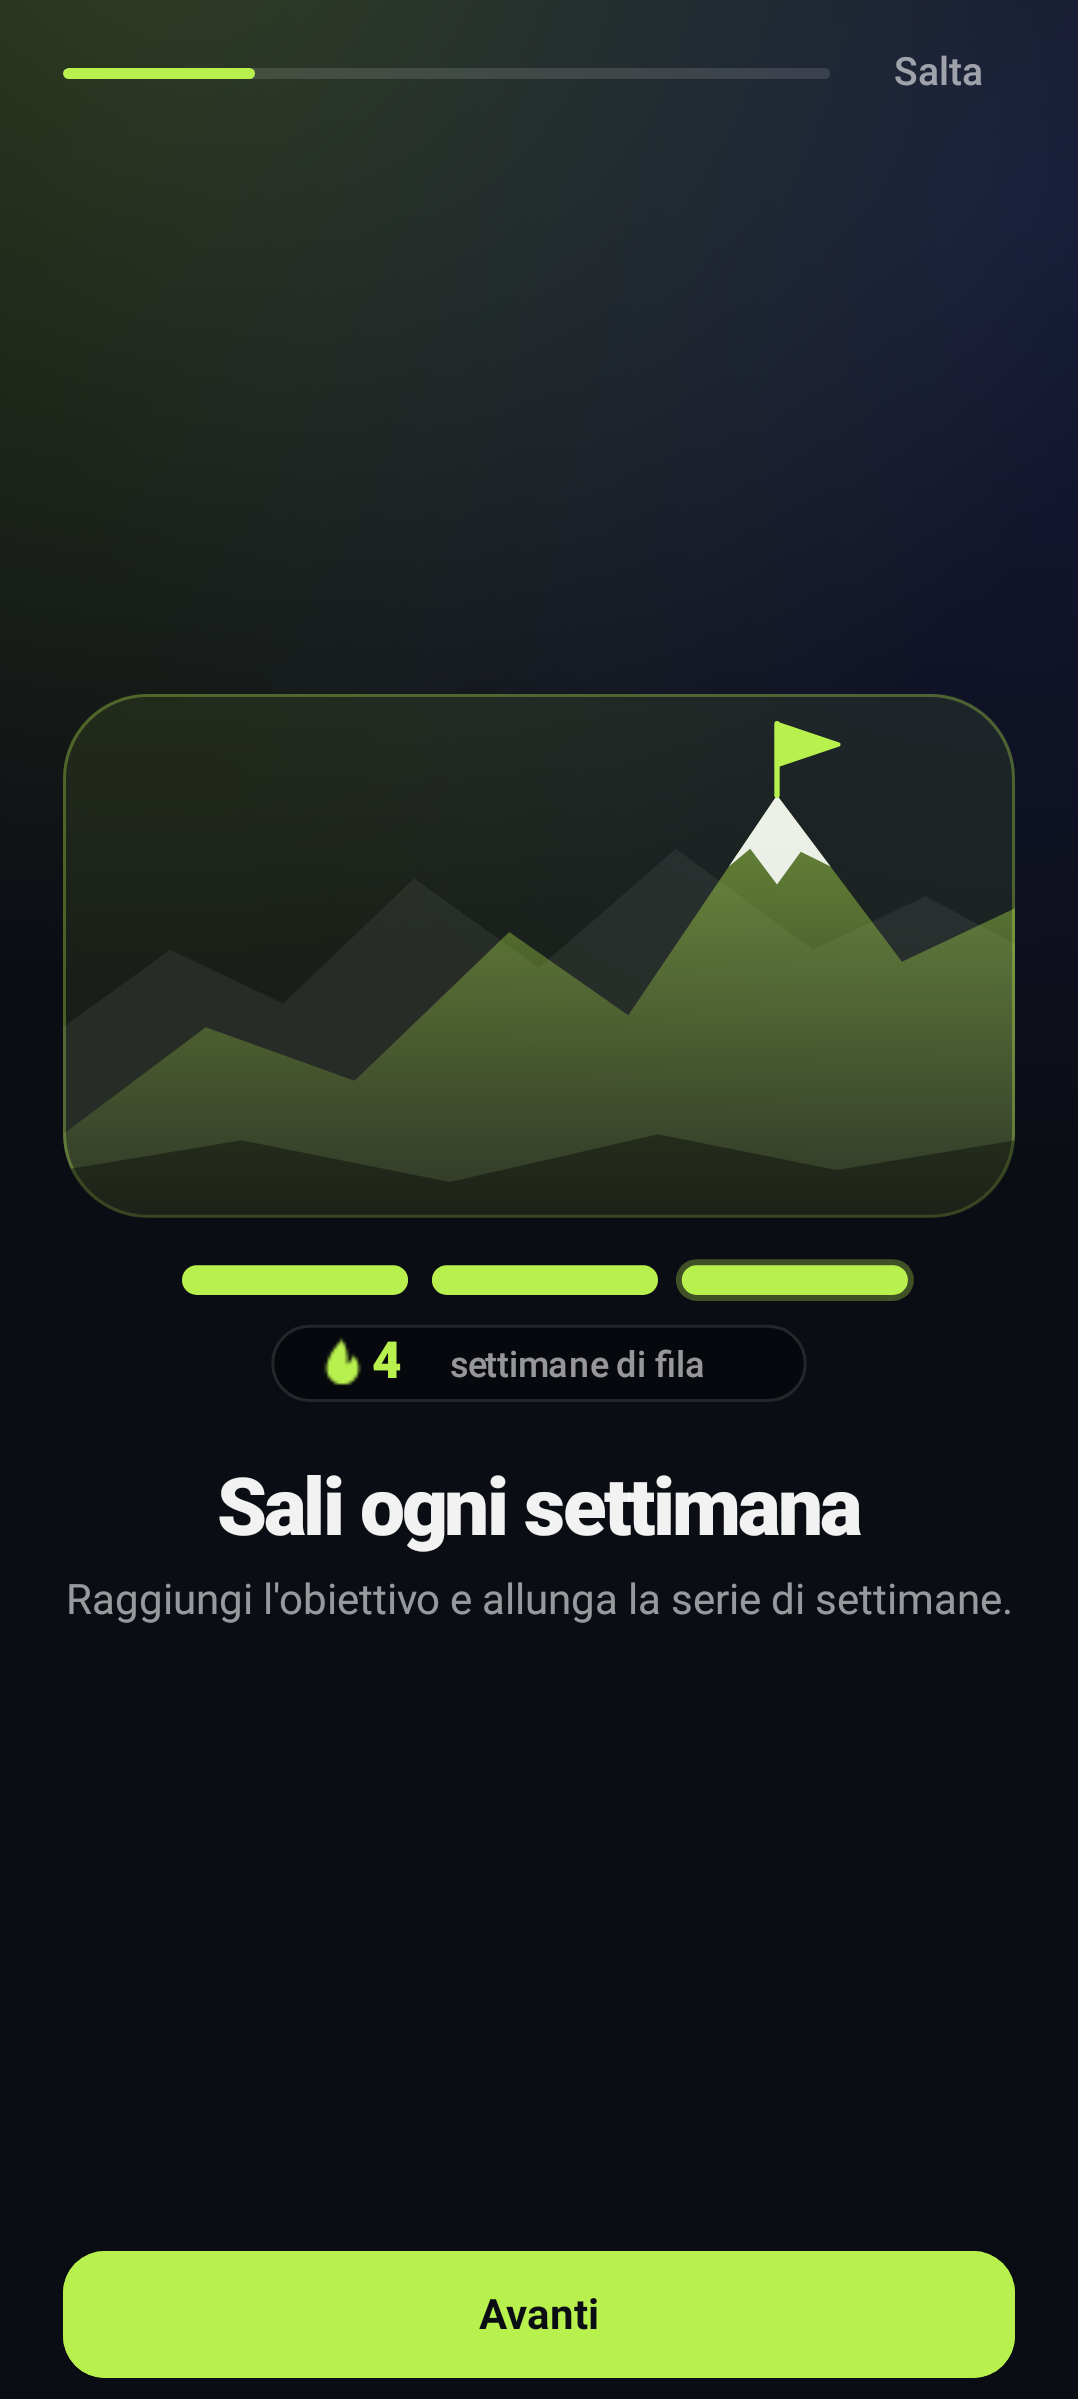 Salta
4 settimane di fila
Sali ogni settimana
Raggiungi l'obiettivo e allunga la serie di settimane.
Avanti